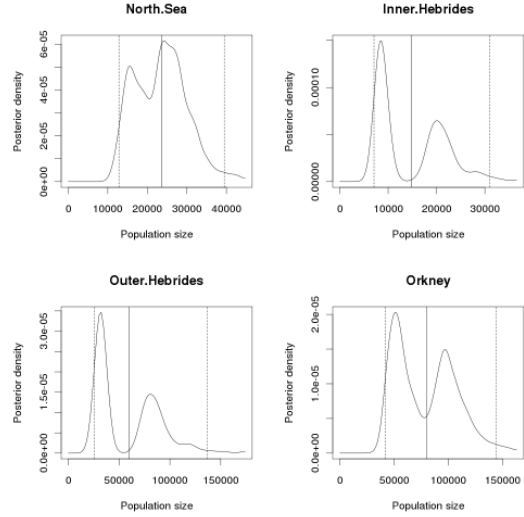 North.Sea
Posterior density
0e+00 2e-05 4e-05 6e-05
0 10000 20000 30000 40000
Population size
Inner.Hebrides
Posterior density
0.00000 0.00010
0 10000 20000 30000
Population size
Outer.Hebrides
Posterior density
0.0e+00 1.5e-05 3.0e-05
0 50000 100000 150000
Population size
Orkney
Posterior density
0.0e+00 1.0e-05 2.0e-05
0 50000 100000 150000
Population size